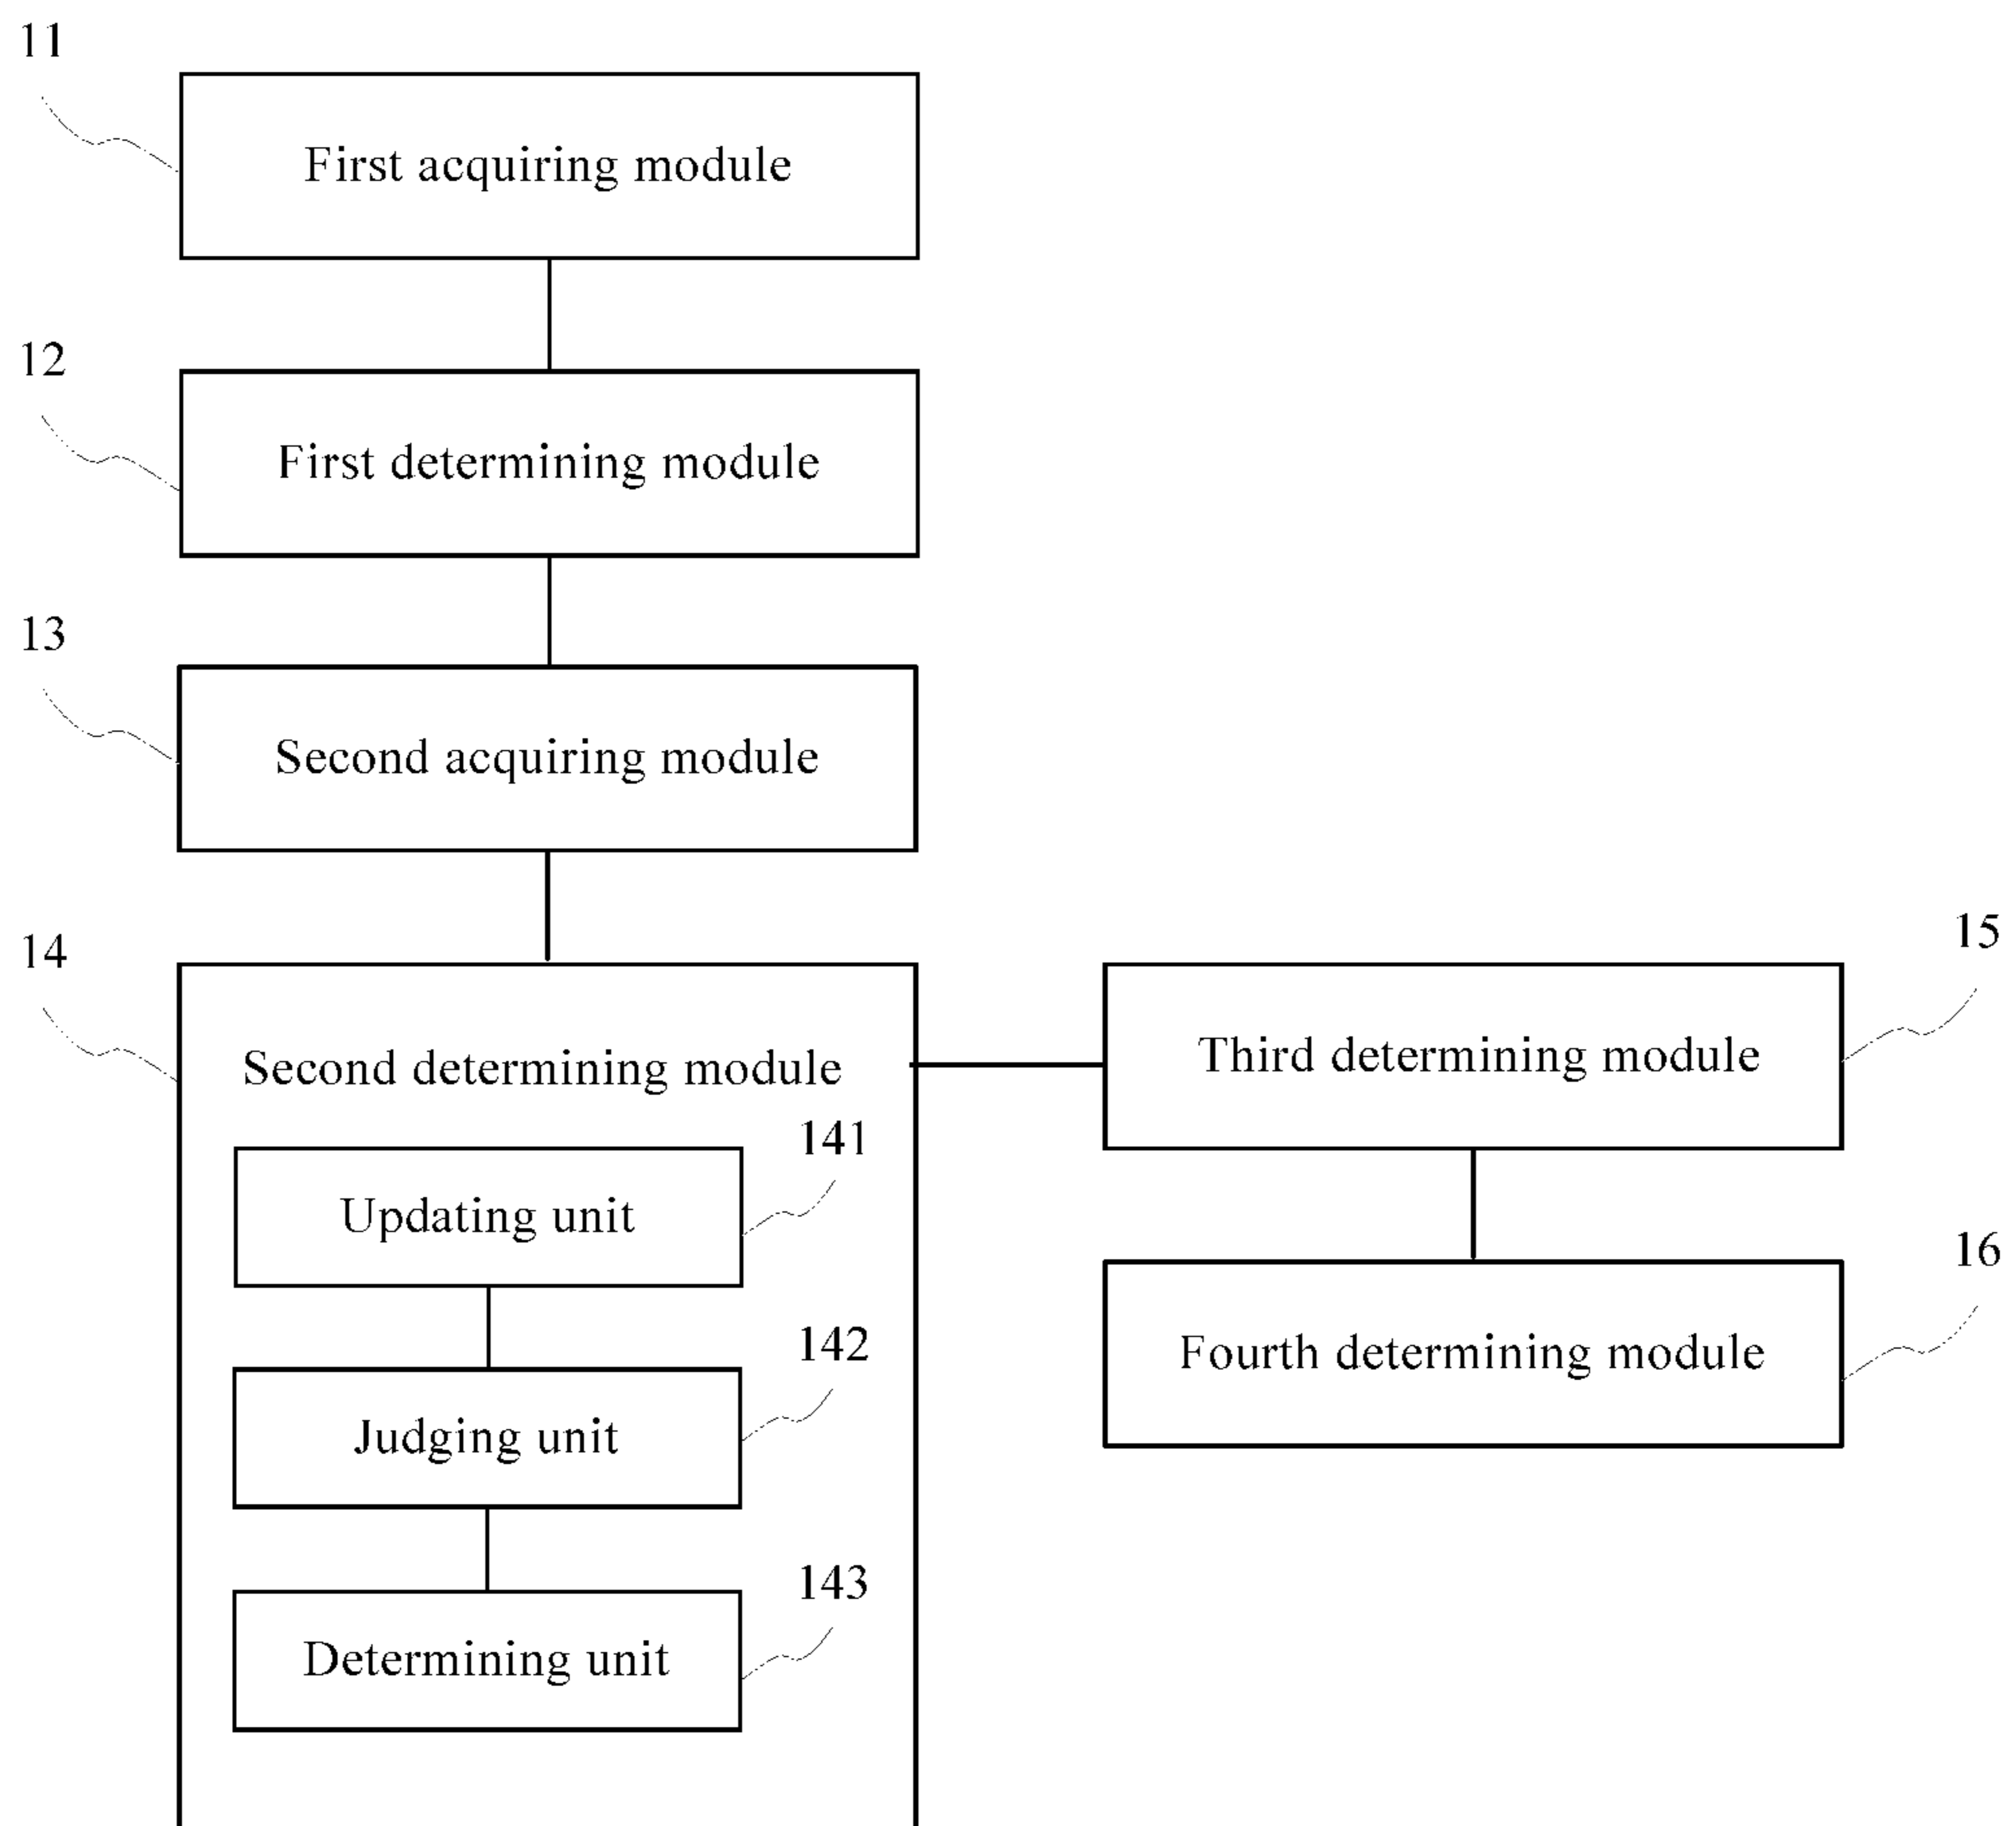 11
First acquiring module
12
First determining module
13
Second acquiring module
14
Second determining module
141
Updating unit
142
Judging unit
143
Determining unit
15
Third determining module
16
Fourth determining module